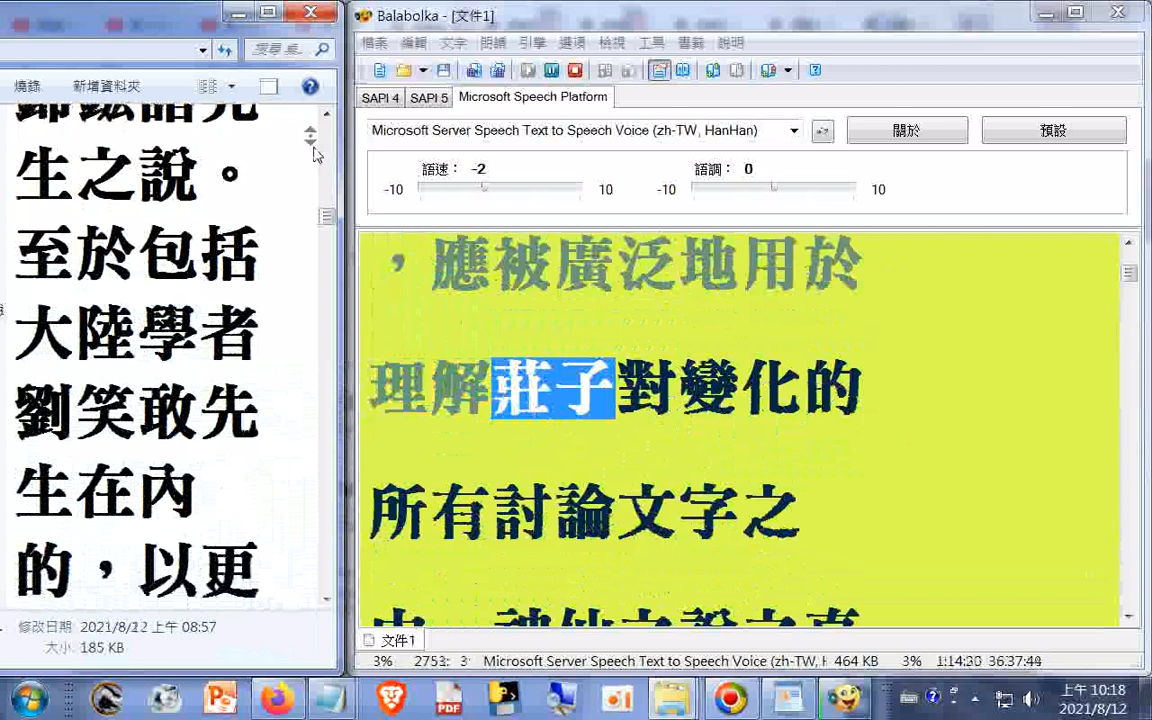 搜尋桌...
燒錄 新增資料夾
歸鉉語先
生之說。
至於包括
大陸學者
劉笑敢先
生在內
的，以更
修改日期: 2021/8/12 上午 08:57
大小: 185 KB
Balabolka - [文件1]
檔案 編輯 文字 朗讀 引擎 選項 檢視 工具 書籤 說明
SAPI 4 SAPI 5 Microsoft Speech Platform
Microsoft Server Speech Text to Speech Voice (zh-TW, HanHan)
關於 預設
語速： -2 語調： 0
-10 10 -10 10
，應被廣泛地用於
理解莊子對變化的
所有討論文字之
文件1
3% 2753: 3 Microsoft Server Speech Text to Speech Voice (zh-TW, H 464 KB 3% 1:14:30
上午 10:18
2021/8/12